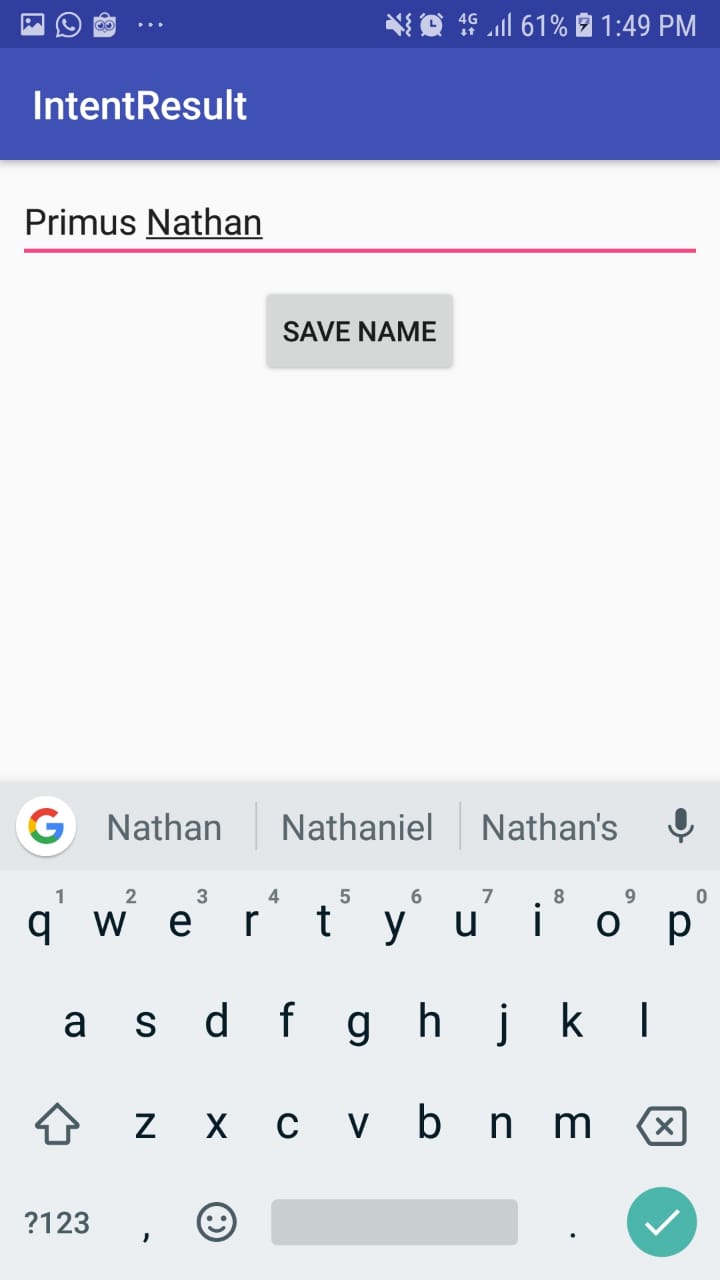 4G 61% 1:49 PM
IntentResult
Primus Nathan
SAVE NAME
G Nathan Nathaniel Nathan's
1 2 3 4 5 6 7 8 9 0
q w e r t y u i o p
a s d f g h j k l
z x c v b n m
?123 , .